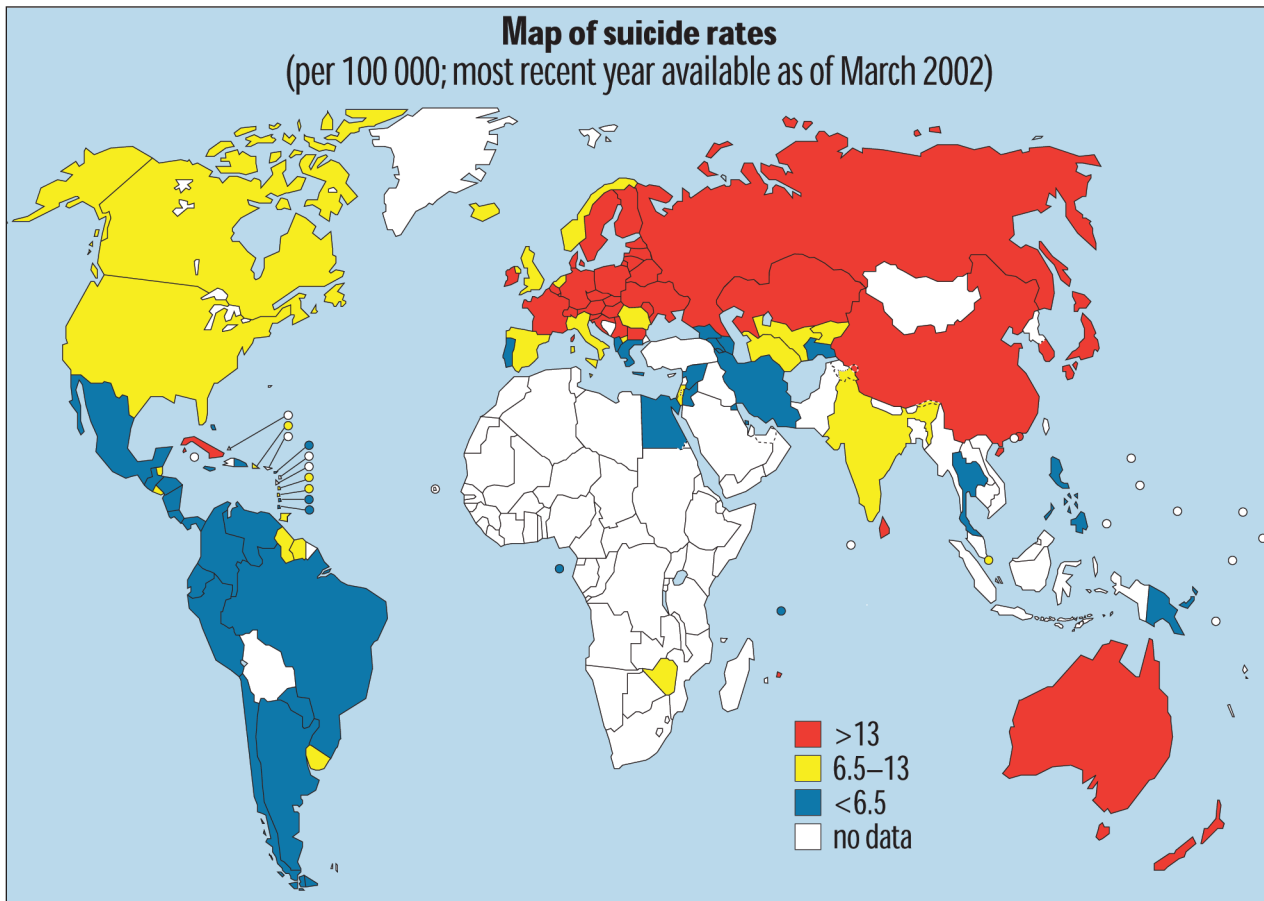 Map of suicide rates
(per 100 000; most recent year available as of March 2002)
>13
6.5–13
<6.5
no data